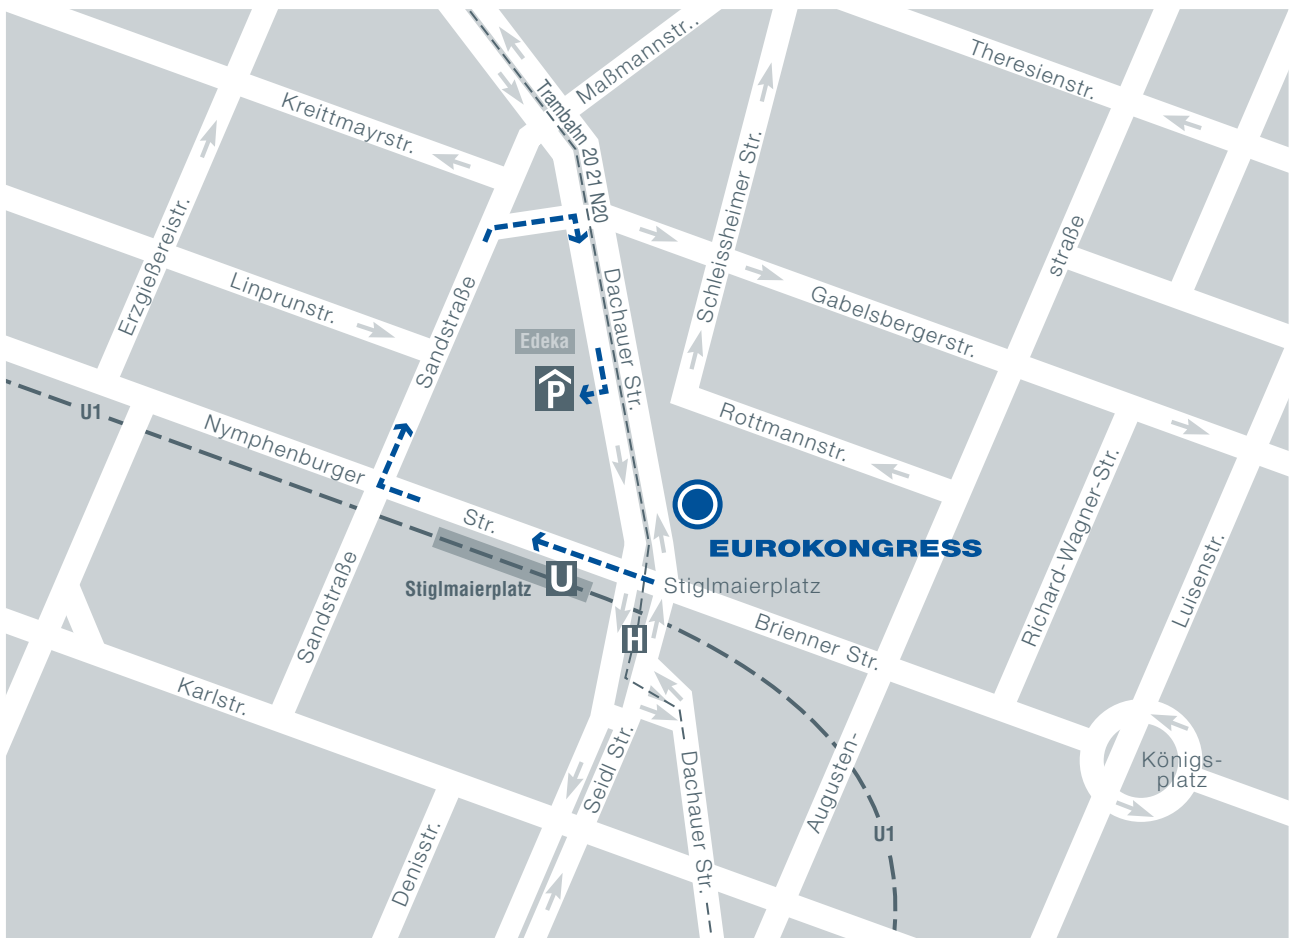 Theresienstr.
Maßmannstr..
Kreittmayrstr.
Trambahn 20 21 N20
Schleissheimer Str.
Erzgießereistr.
straße
Linprunstr.
Sandstraße
Dachauer Str.
Gabelsbergerstr.
Edeka
P
U1
Nymphenburger
Rottmannstr.
Str.
Richard-Wagner-Str.
EUROKONGRESS
Luisenstr.
Stiglmaierplatz
U
Stiglmaierplatz
Sandstraße
H
Brienner Str.
Karlstr.
Seidl Str.
Dachauer Str.
Augusten-
Königs-
platz
U1
Denisstr.